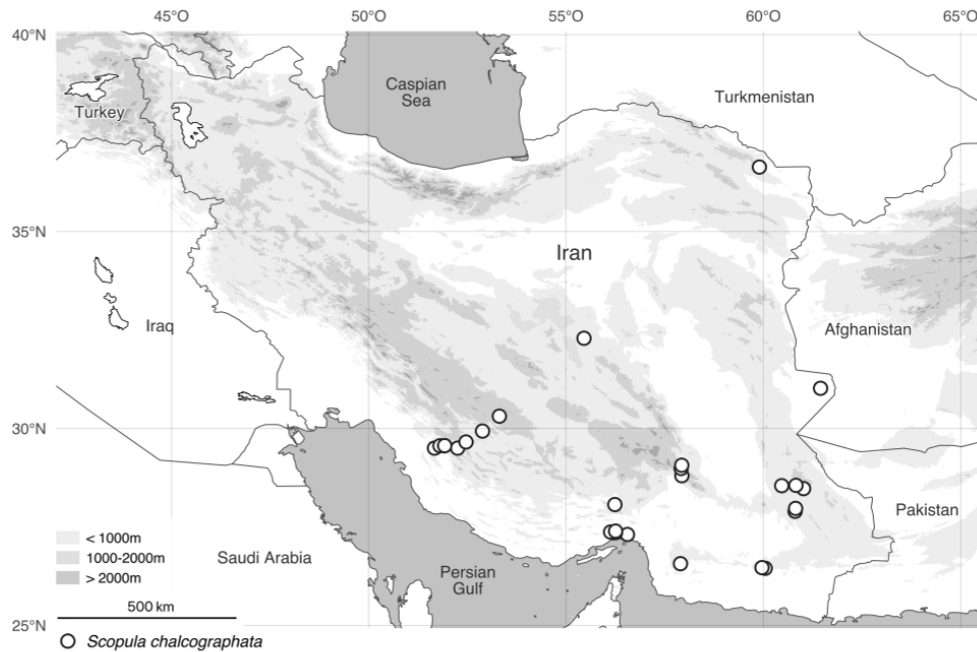 45°O 50°O 55°O 60°O 65°O
40°N
Caspian
Sea
Turkmenistan
Turkey
35°N
Iran
Iraq
Afghanistan
30°N
Pakistan
< 1000m
1000-2000m
> 2000m
Saudi Arabia
Persian
Gulf
500 km
25°N
Scopula chalcographata